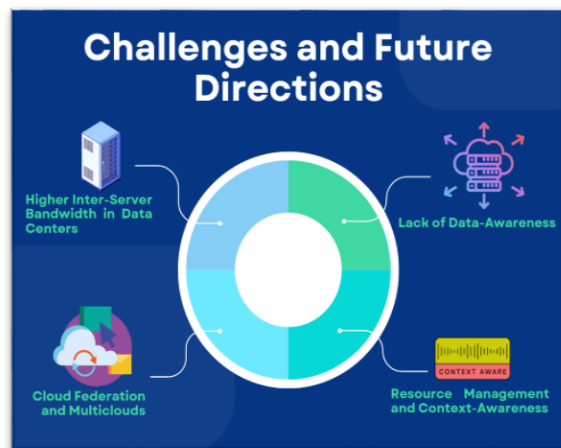 Challenges and Future
Directions
Higher Inter-Server
Bandwidth in Data
Centers
Lack of Data-Awareness
Cloud Federation
and Multiclouds
CONTEXT AWARE
Resource Management
and Context-Awareness